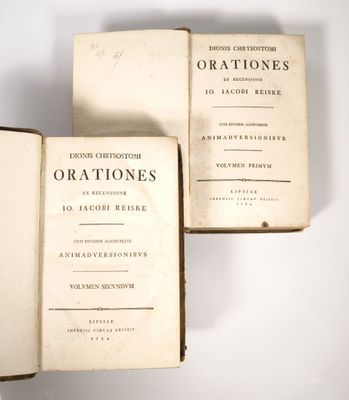 DIONIS CHRYSOSTOMI
ORATIONES
EX RECENSIONE
IO. IACOBI REISKE
CVM EIVSDEM ALIORVMQVE
ANIMADVERSIONIBVS
VOLVMEN PRIMVM
LIPSIAE
IMPENSIS VIDVAE REISKII
1784
DIONIS CHRYSOSTOMI
ORATIONES
EX RECENSIONE
IO. IACOBI REISKE
CVM EIVSDEM ALIORVMQVE
ANIMADVERSIONIBVS
VOLVMEN SECVNDVM
LIPSIAE
IMPENSIS VIDVAE REISKII
1784